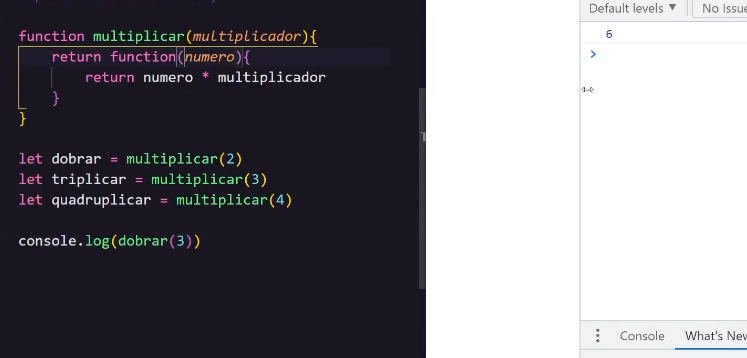 function multiplicar(multiplicador){
return function(numero){
return numero * multiplicador
}
}
let dobrar = multiplicar(2)
let triplicar = multiplicar(3)
let quadruplicar = multiplicar(4)
console.log(dobrar(3))
Default levels ▼ No Issue
6
>
Console What's New